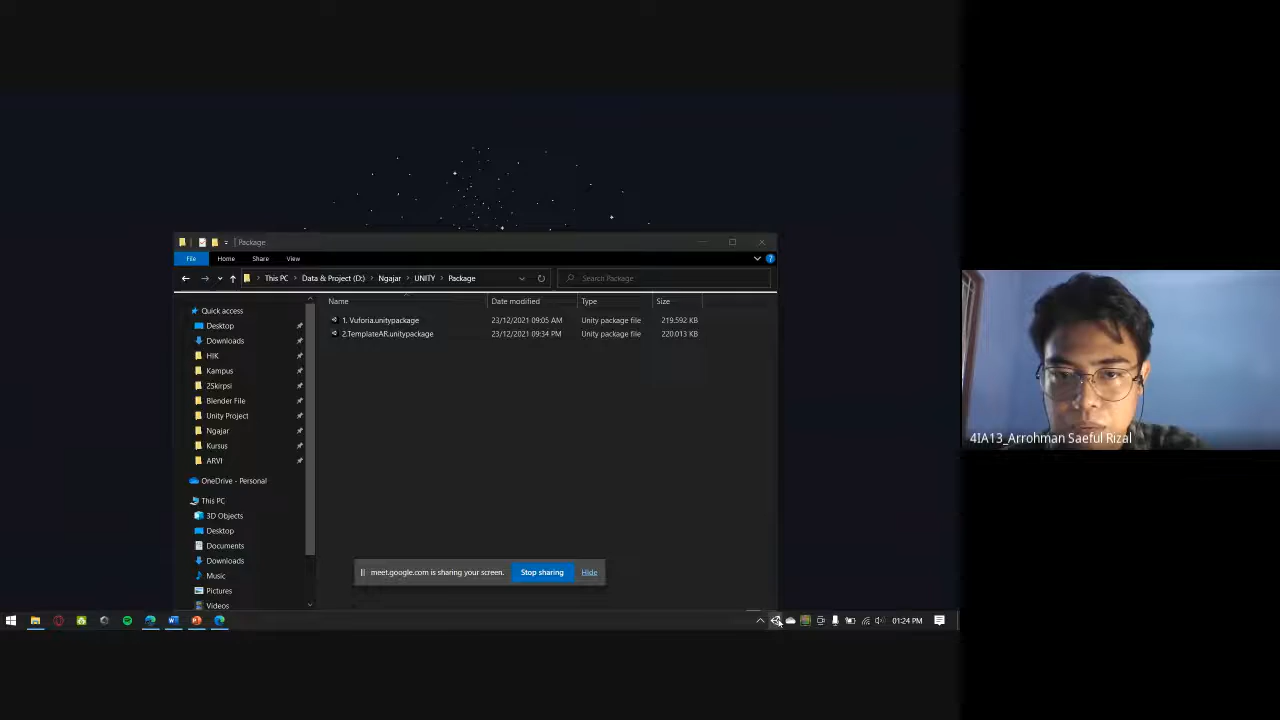 Package
File Home Share View
This PC Data & Project (D:) Ngajar UNITY Package
Search Package
Name Date modified Type Size
1. Vuforia.unitypackage 23/12/2021 09:05 AM Unity package file 219.592 KB
2.TemplateAR.unitypackage 23/12/2021 09:34 PM Unity package file 220.013 KB
Quick access
Desktop
Downloads
HIK
Kampus
2Skirpsi
Blender File
Unity Project
Ngajar
Kursus
ARVI
OneDrive - Personal
This PC
3D Objects
Desktop
Documents
Downloads
Music
Pictures
Videos
meet.google.com is sharing your screen. Stop sharing Hide
01:24 PM
4IA13_Arrohman Saeful Rizal